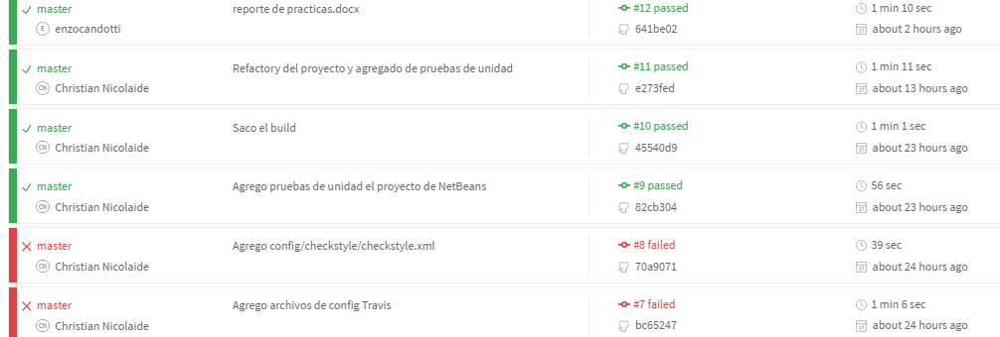 master reporte de practicas.docx #12 passed 1 min 10 sec
E enzocandotti 641be02 about 2 hours ago
master Refactory del proyecto y agregado de pruebas de unidad #11 passed 1 min 11 sec
CN Christian Nicolaide e273fed about 13 hours ago
master Saco el build #10 passed 1 min 1 sec
CN Christian Nicolaide 45540d9 about 23 hours ago
master Agrego pruebas de unidad el proyecto de NetBeans #9 passed 56 sec
CN Christian Nicolaide 82cb304 about 23 hours ago
master Agrego config/checkstyle/checkstyle.xml #8 failed 39 sec
CN Christian Nicolaide 70a9071 about 24 hours ago
master Agrego archivos de config Travis #7 failed 1 min 6 sec
CN Christian Nicolaide bc65247 about 24 hours ago